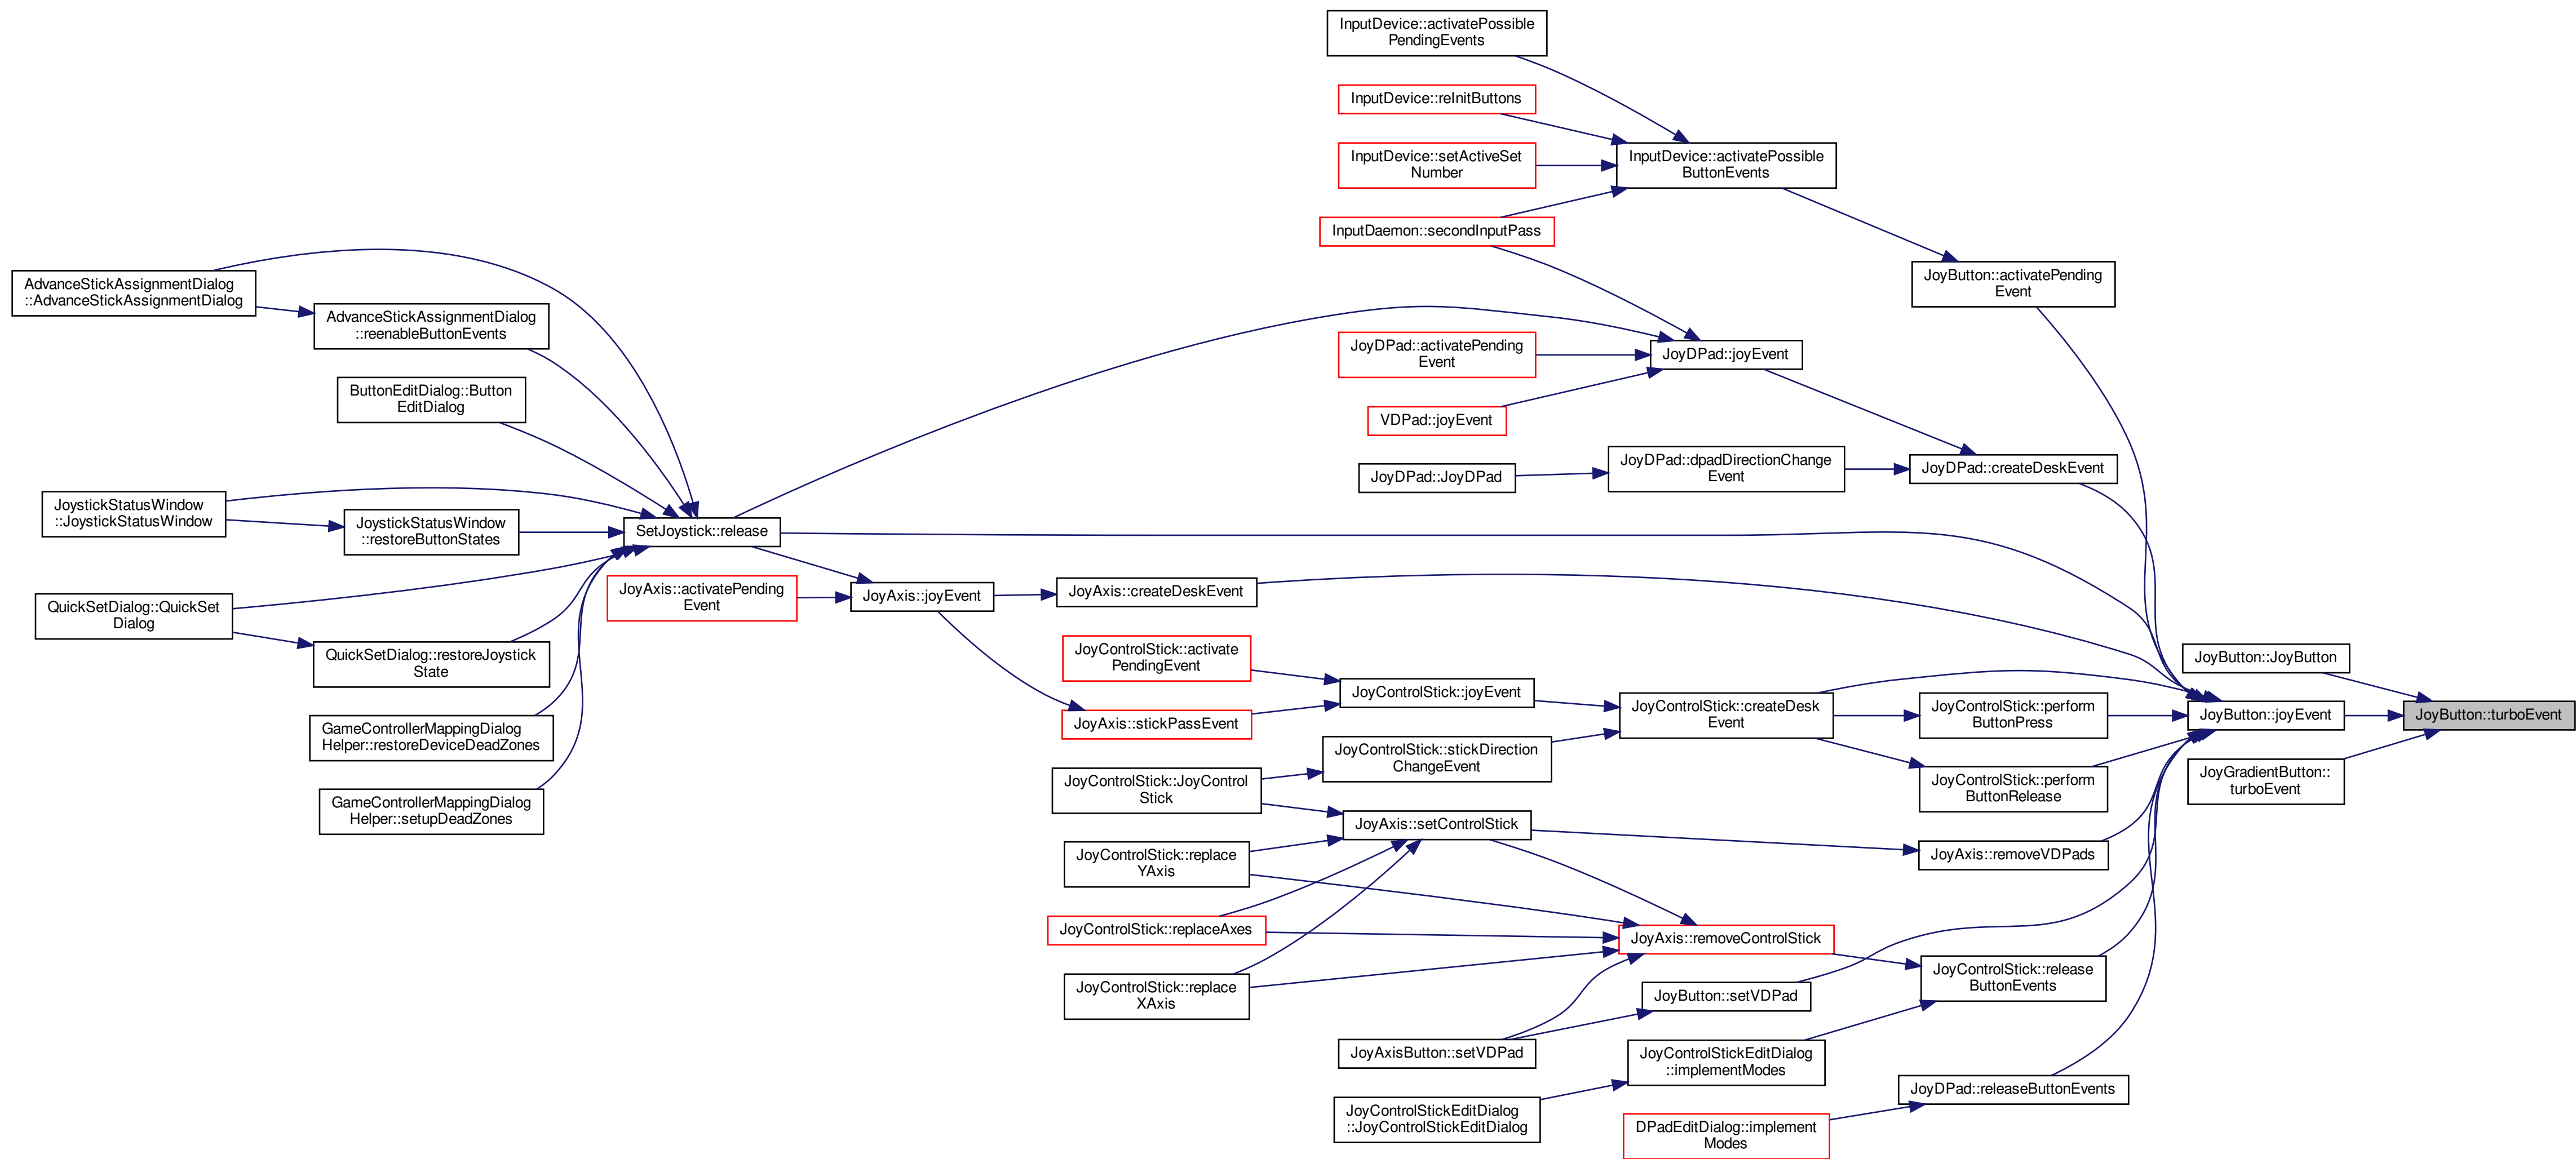 InputDevice::activatePossible
PendingEvents
InputDevice::reInitButtons
InputDevice::setActiveSet
Number
InputDevice::activatePossible
ButtonEvents
InputDaemon::secondInputPass
JoyButton::activatePending
Event
AdvanceStickAssignmentDialog
::AdvanceStickAssignmentDialog
AdvanceStickAssignmentDialog
::reenableButtonEvents
JoyDPad::activatePending
Event
JoyDPad::joyEvent
ButtonEditDialog::Button
EditDialog
VDPad::joyEvent
JoyDPad::JoyDPad
JoyDPad::dpadDirectionChange
Event
JoyDPad::createDeskEvent
JoystickStatusWindow
::JoystickStatusWindow
JoystickStatusWindow
::restoreButtonStates
SetJoystick::release
JoyAxis::activatePending
Event
JoyAxis::joyEvent
JoyAxis::createDeskEvent
QuickSetDialog::QuickSet
Dialog
QuickSetDialog::restoreJoystick
State
JoyControlStick::activate
PendingEvent
JoyControlStick::joyEvent
JoyAxis::stickPassEvent
JoyControlStick::createDesk
Event
JoyControlStick::perform
ButtonPress
JoyButton::JoyButton
JoyButton::joyEvent
JoyButton::turboEvent
GameControllerMappingDialog
Helper::restoreDeviceDeadZones
JoyControlStick::stickDirection
ChangeEvent
JoyControlStick::JoyControl
Stick
JoyControlStick::perform
ButtonRelease
JoyGradientButton::
turboEvent
GameControllerMappingDialog
Helper::setupDeadZones
JoyAxis::setControlStick
JoyControlStick::replace
YAxis
JoyAxis::removeVDPads
JoyControlStick::replaceAxes
JoyAxis::removeControlStick
JoyControlStick::replace
XAxis
JoyButton::setVDPad
JoyControlStick::release
ButtonEvents
JoyAxisButton::setVDPad
JoyControlStickEditDialog
::implementModes
JoyDPad::releaseButtonEvents
JoyControlStickEditDialog
::JoyControlStickEditDialog
DPadEditDialog::implement
Modes